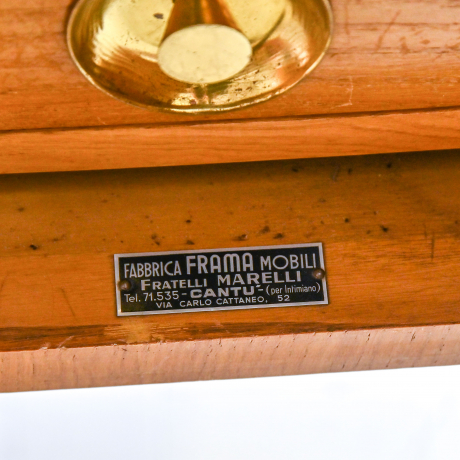 FABBRICA FRAMA MOBILI
FRATELLI MARELLI
Tel. 71.535 - CANTU' - (per Intimiano)
VIA CARLO CATTANEO, 52